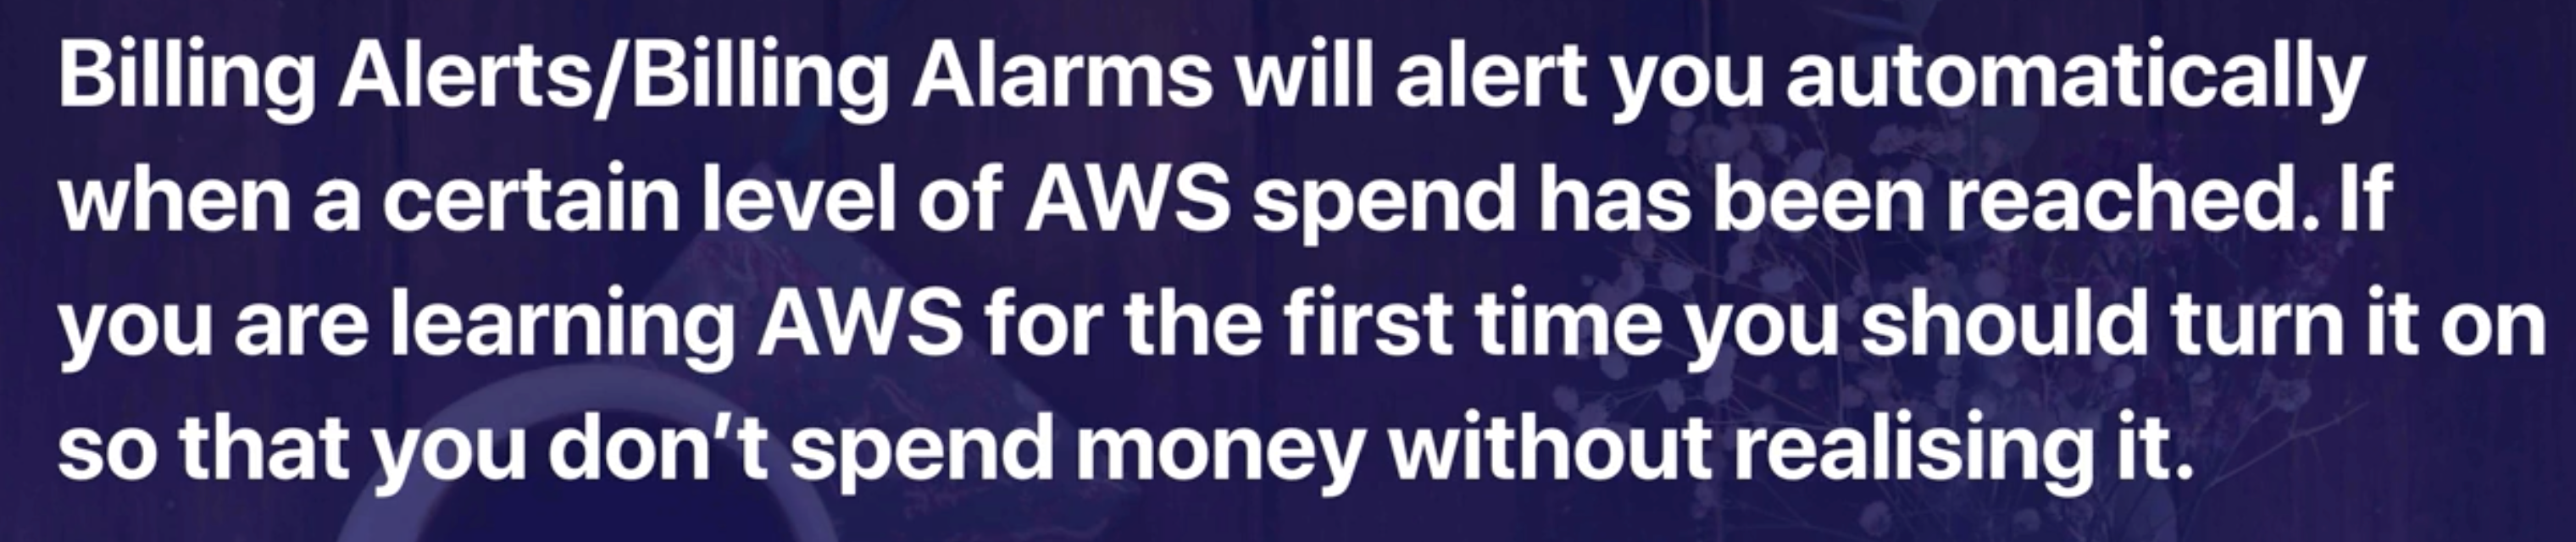 Billing Alerts/Billing Alarms will alert you automatically
when a certain level of AWS spend has been reached. If
you are learning AWS for the first time you should turn it on
so that you don’t spend money without realising it.